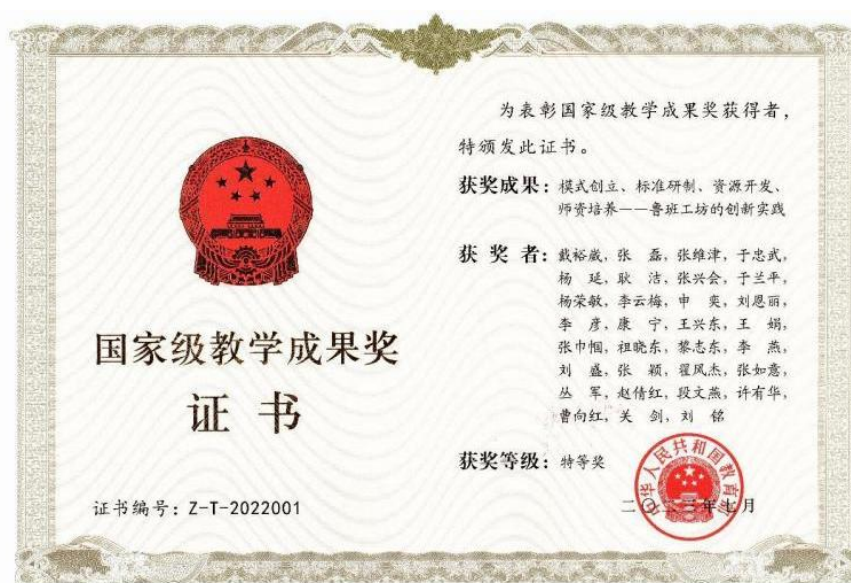 国家级教学成果奖
证书
证书编号：Z-T-2022001
为表彰国家级教学成果奖获得者，
特颁发此证书。
获奖成果：模式创立、标准研制、资源开发、
师资培养——鲁班工坊的创新实践
获奖者：戴裕崴，张磊，张维津，于忠武，
杨延，耿洁，张兴会，于兰平，
杨荣敏，李云梅，申奕，刘恩丽，
李彦，康宁，王兴东，王娟，
张巾帼，祖晓东，黎志东，李燕，
刘盛，张颖，翟风杰，张如意，
丛军，赵倩红，段文燕，许有华，
曹向红，关剑，刘铭
获奖等级：特等奖
中华人民共和国教育部
二〇二三年七月